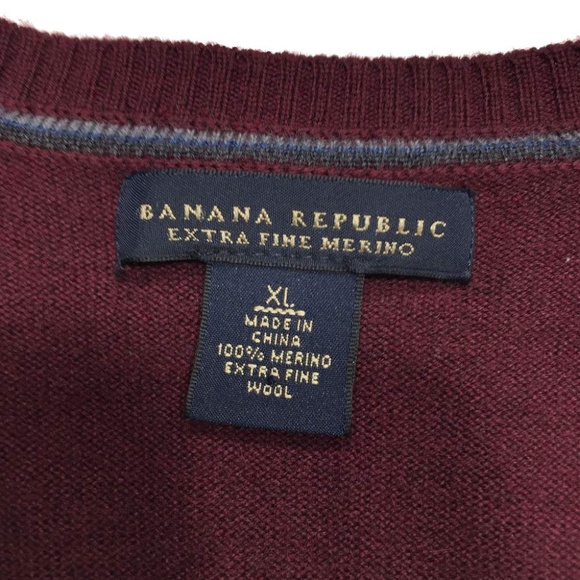 BANANA REPUBLIC
EXTRA FINE MERINO
XL
MADE IN
CHINA
100% MERINO
EXTRA FINE
WOOL